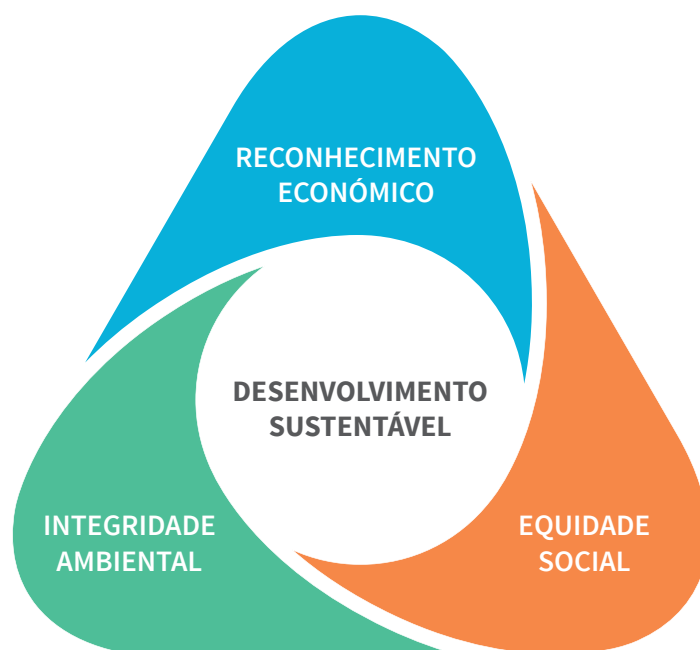 RECONHECIMENTO
ECONÓMICO
DESENVOLVIMENTO
SUSTENTÁVEL
INTEGRIDADE
AMBIENTAL
EQUIDADE
SOCIAL